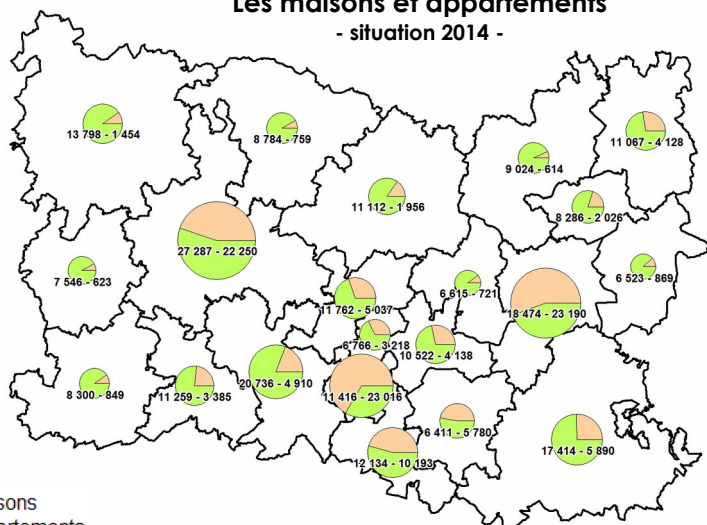 Les maisons et appartements
- situation 2014 -
13 798 - 1 454
8 784 - 759
9 024 - 614
11 067 - 4 128
11 112 - 1 956
8 286 - 2 026
27 287 - 22 250
7 546 - 623
6 523 - 869
6 615 - 721
11 762 - 5 037
18 474 - 23 190
6 766 - 3 218
10 522 - 4 138
8 300 - 849
11 259 - 3 385
20 736 - 4 910
11 416 - 23 016
6 411 - 5 780
12 134 - 10 193
17 414 - 5 890